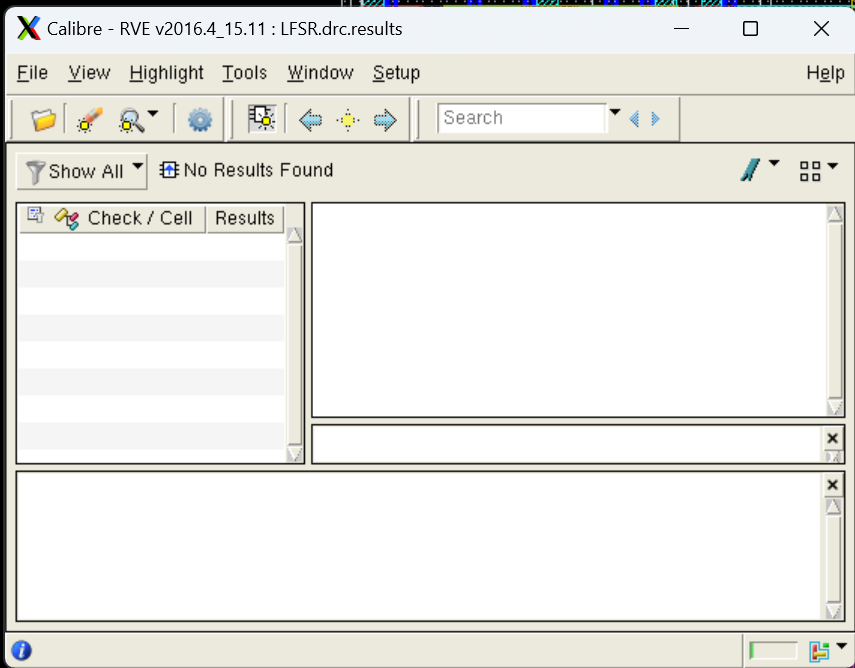 Calibre - RVE v2016.4_15.11 : LFSR.drc.results
File View Highlight Tools Window Setup Help
Search
Show All No Results Found
Check / Cell Results